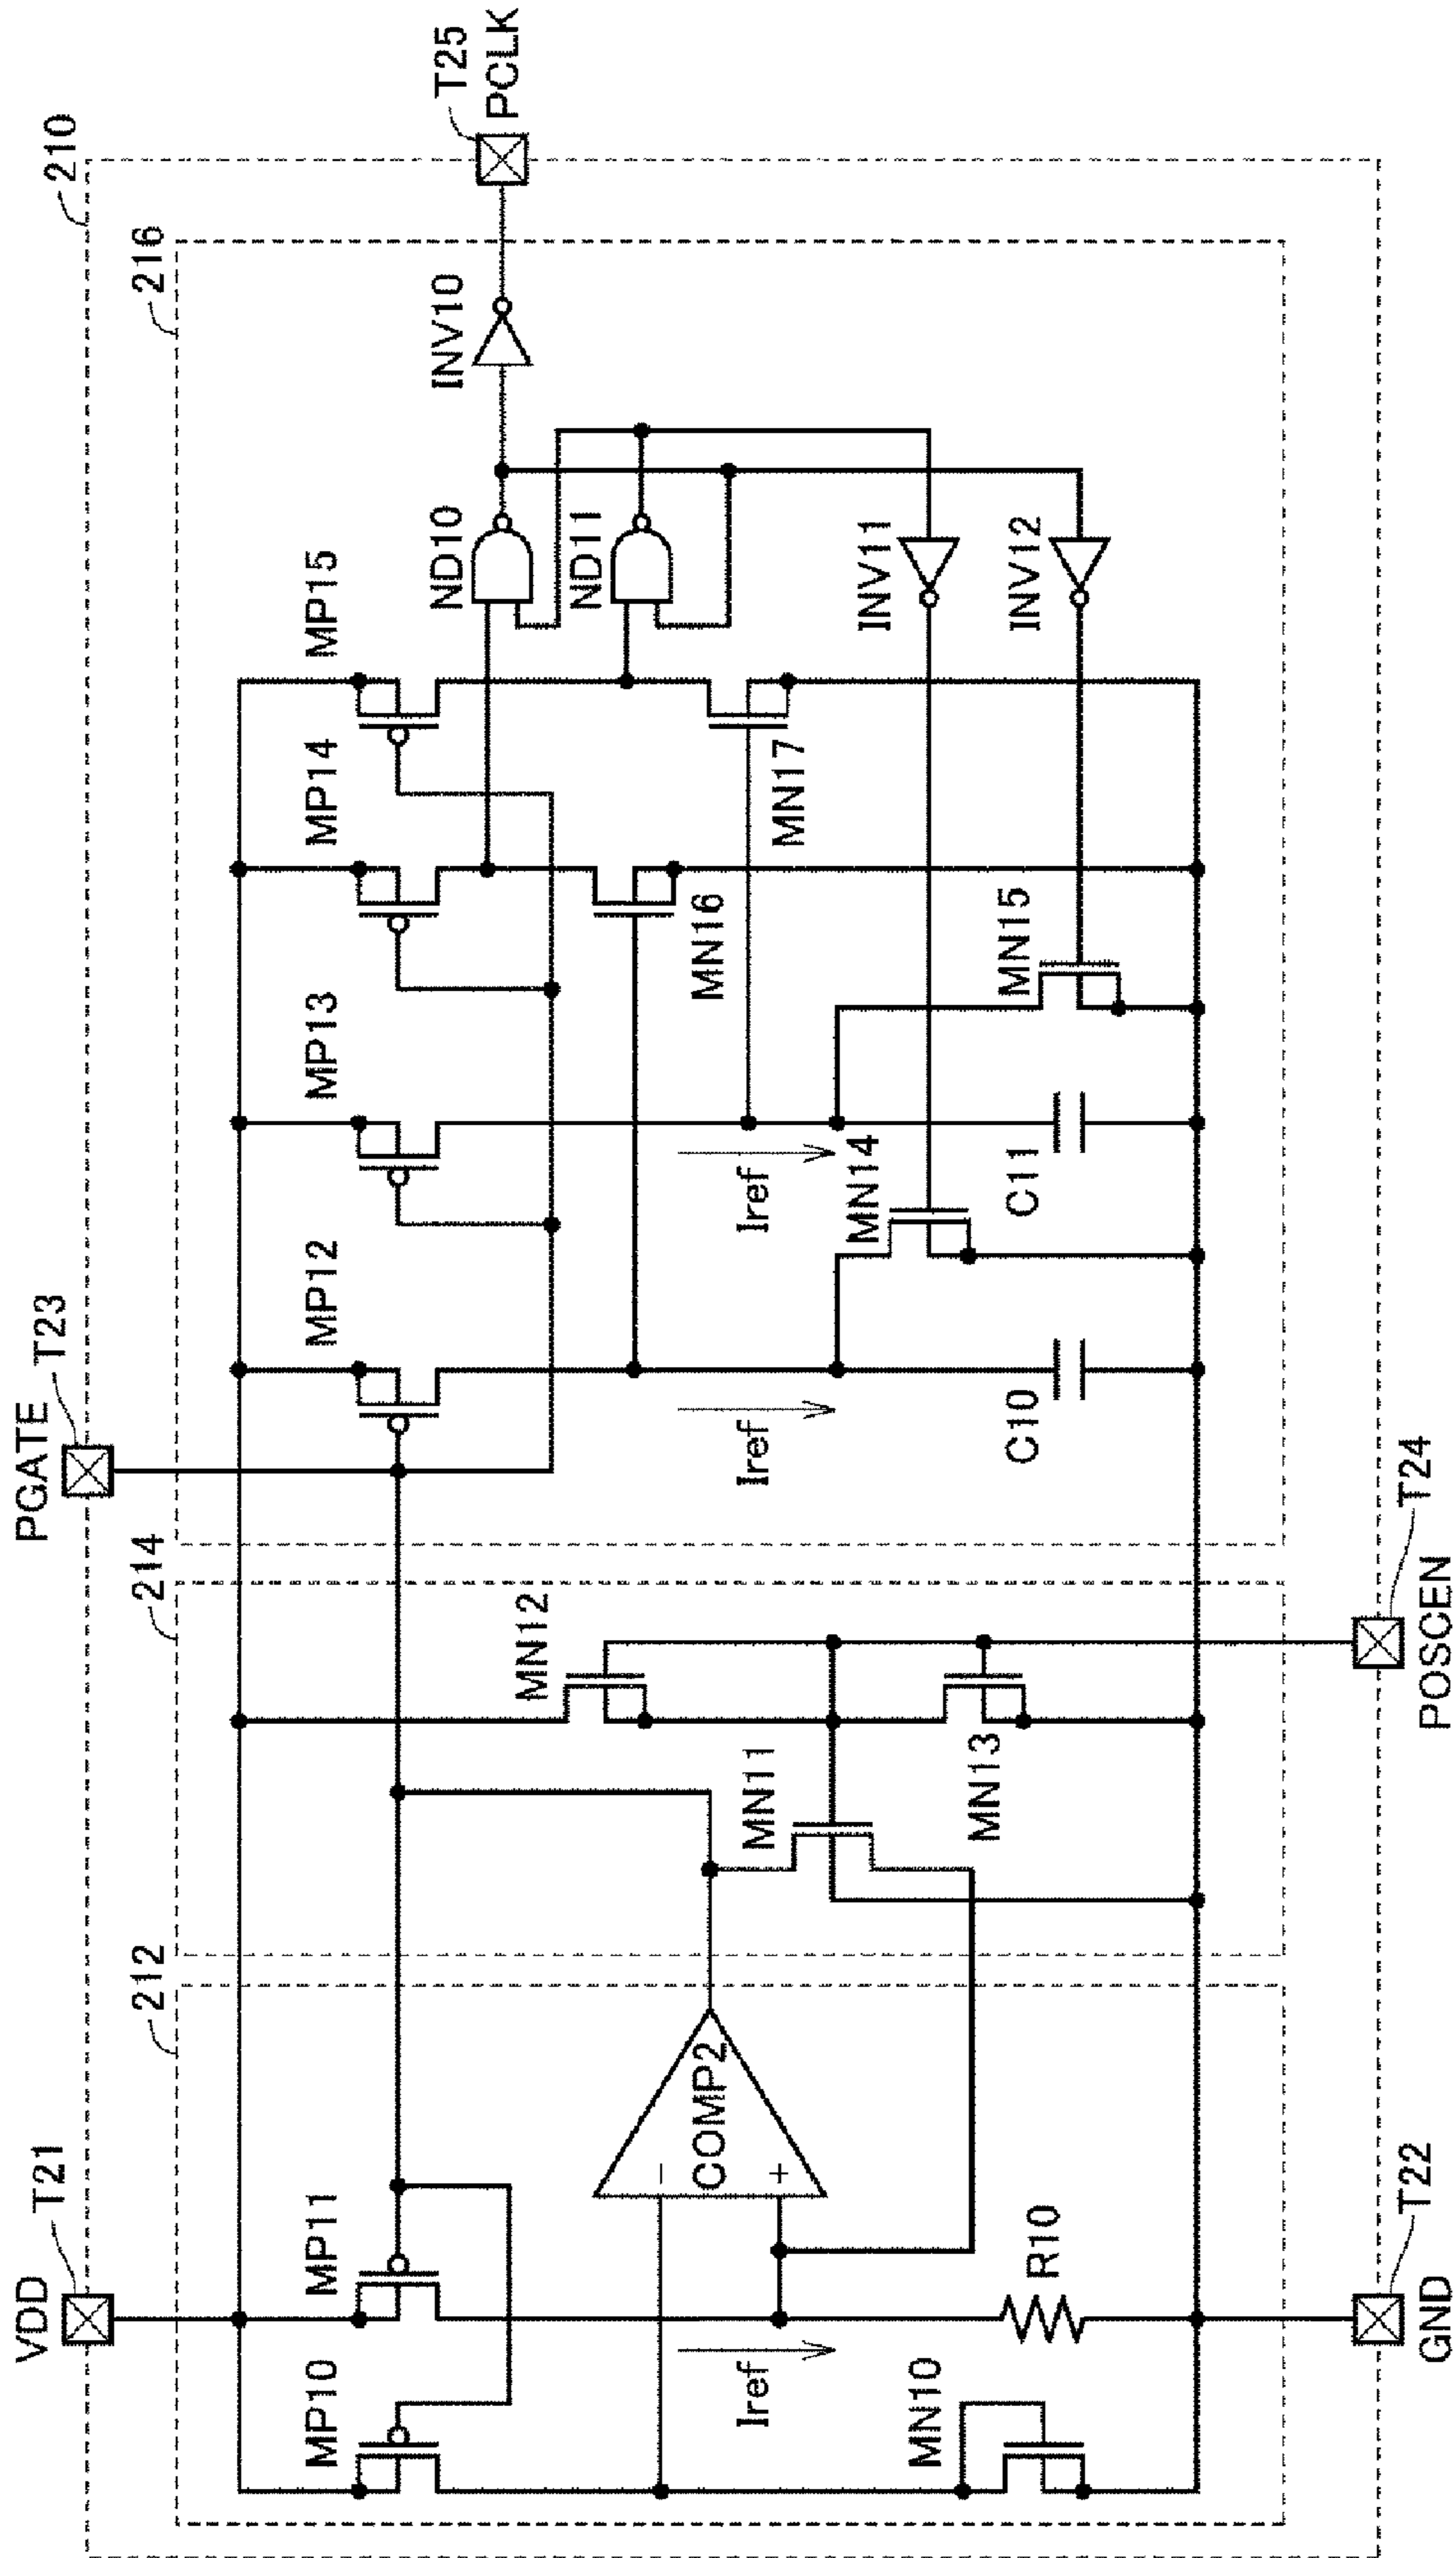 VDD
T21
PGATE
T23
210
212
214
216
MP10
MP11
MP12
MP13
MP14
MP15
INV10
T25
PCLK
ND10
ND11
COMP2
-
+
MN12
MN11
MN13
Iref
Iref
Iref
MN10
R10
MN16
MN17
MN14
MN15
INV11
INV12
C10
C11
T22
GND
T24
POSCEN